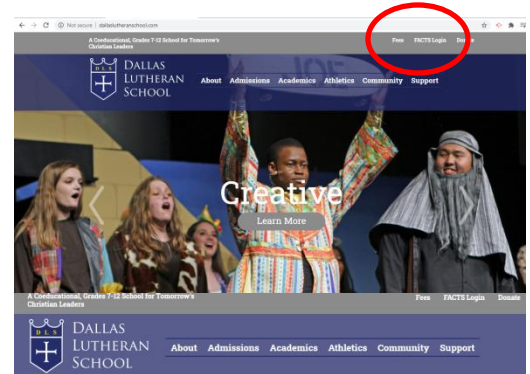 Not secure | dallaslutheranschool.com
A Coeducational, Grades 7-12 School for Tomorrow's
Christian Leaders
Fees FACTS Login Donate
DLS
DALLAS
LUTHERAN
SCHOOL
About Admissions Academics Athletics Community Support
JOE
Creative
Learn More
A Coeducational, Grades 7-12 School for Tomorrow's
Christian Leaders
Fees FACTS Login Donate
DLS
DALLAS
LUTHERAN
SCHOOL
About Admissions Academics Athletics Community Support